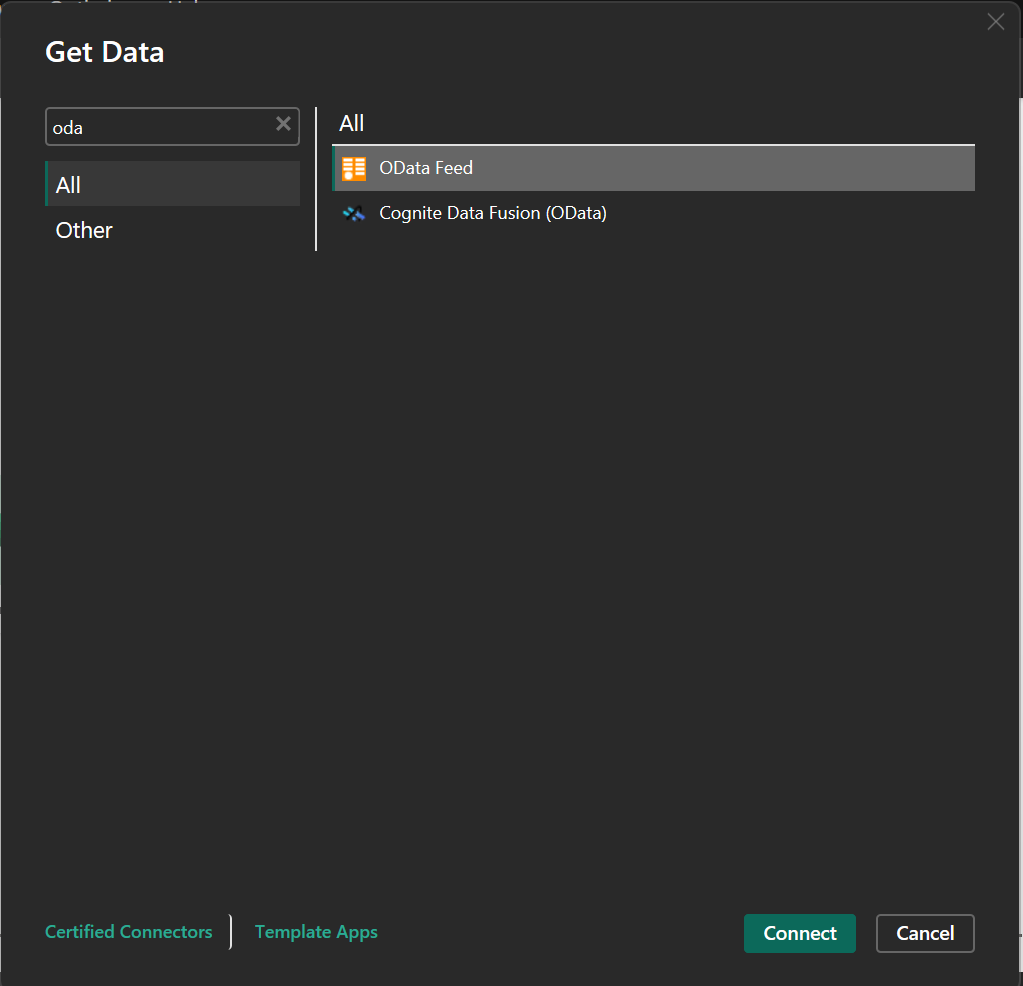 Get Data
oda
All
Other
All
OData Feed
Cognite Data Fusion (OData)
Certified Connectors
Template Apps
Connect
Cancel